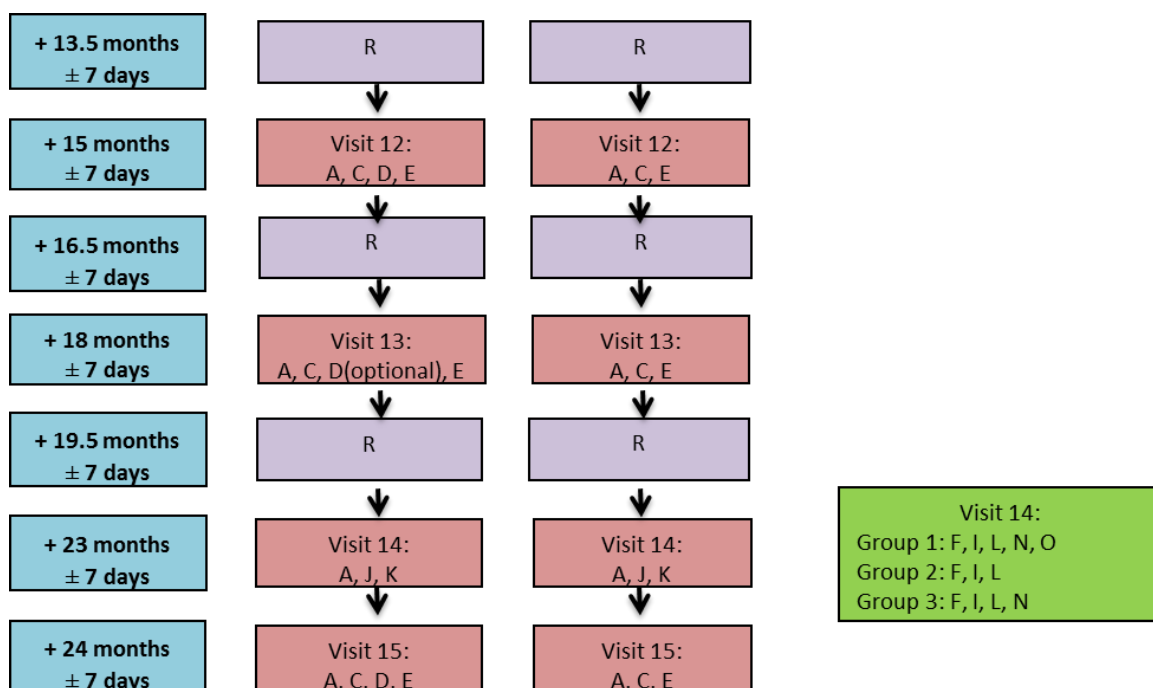 + 13.5 months
± 7 days
R
R
+ 15 months
± 7 days
Visit 12:
A, C, D, E
Visit 12:
A, C, E
+ 16.5 months
± 7 days
R
R
+ 18 months
± 7 days
Visit 13:
A, C, D(optional), E
Visit 13:
A, C, E
+ 19.5 months
± 7 days
R
R
+ 23 months
± 7 days
Visit 14:
A, J, K
Visit 14:
A, J, K
Visit 14:
Group 1: F, I, L, N, O
Group 2: F, I, L
Group 3: F, I, L, N
+ 24 months
± 7 days
Visit 15:
A, C, D, E
Visit 15:
A, C, E